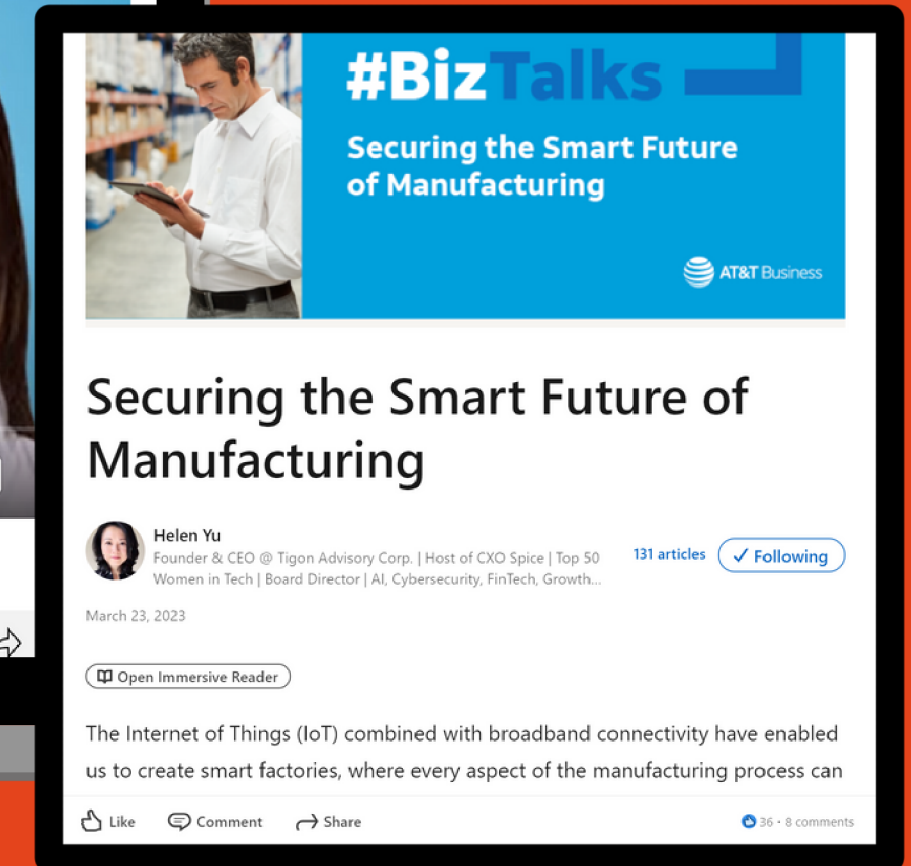 #BizTalks
Securing the Smart Future
of Manufacturing
AT&T Business
Securing the Smart Future of
Manufacturing
Helen Yu
Founder & CEO @ Tigon Advisory Corp. | Host of CXO Spice | Top 50
Women in Tech | Board Director | AI, Cybersecurity, FinTech, Growth...
131 articles
Following
March 23, 2023
Open Immersive Reader
The Internet of Things (IoT) combined with broadband connectivity have enabled
us to create smart factories, where every aspect of the manufacturing process can
Like Comment Share 36 · 8 comments